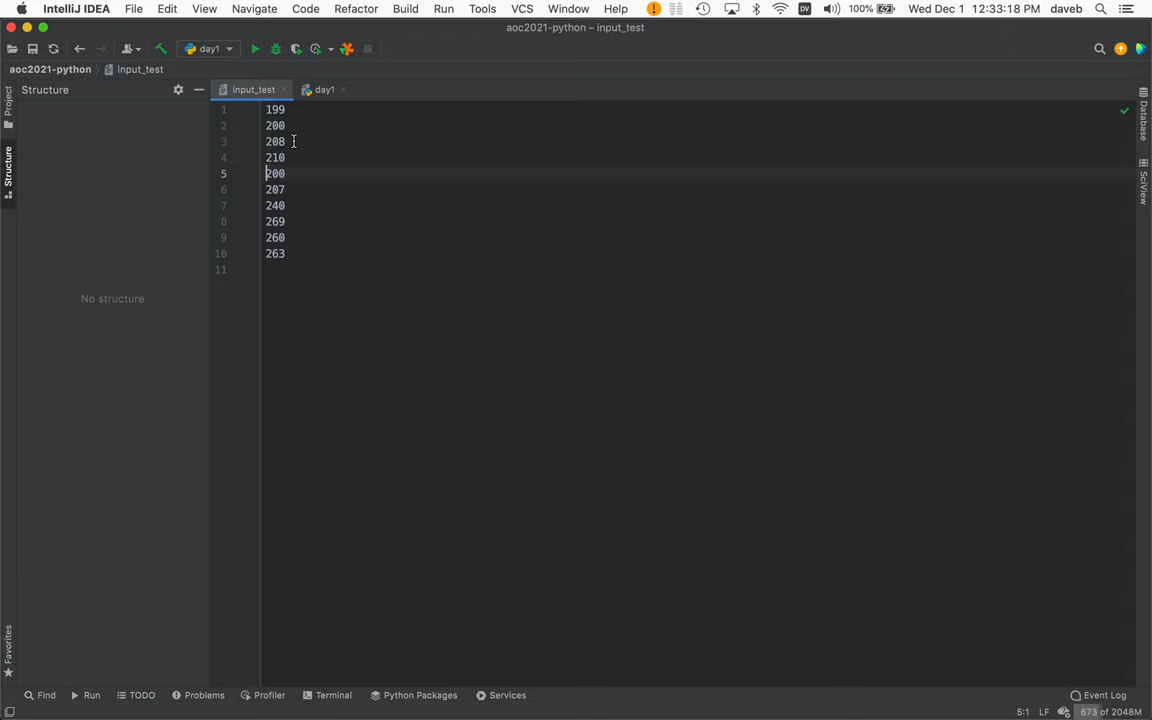 IntelliJ IDEA File Edit View Navigate Code Refactor Build Run Tools VCS Window Help DV 100% Wed Dec 1 12:33:18 PM daveb
aoc2021-python – input_test
day1
aoc2021-python input_test
Project
Structure
Favorites
Structure
No structure
input_test day1
1 199
2 200
3 208
4 210
5 200
6 207
7 240
8 269
9 260
10 263
11
Database
SciView
Find Run TODO Problems Profiler Terminal Python Packages Services Event Log
5:1 LF 673 of 2048M